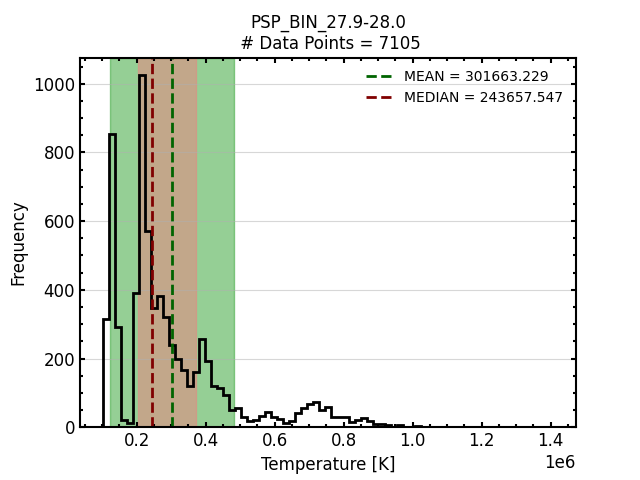 PSP_BIN_27.9-28.0
# Data Points = 7105
MEAN = 301663.229
MEDIAN = 243657.547
Frequency
1000
800
600
400
200
0
0.2 0.4 0.6 0.8 1.0 1.2 1.4
1e6
Temperature [K]